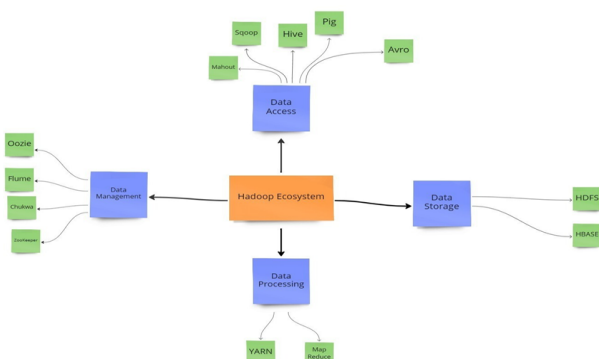 Pig
Sqoop
Hive
Avro
Mahout
Data
Access
Oozie
Flume
Chukwa
ZooKeeper
Data
Management
Hadoop Ecosystem
Data
Storage
HDFS
HBASE
Data
Processing
YARN
Map
Reduce